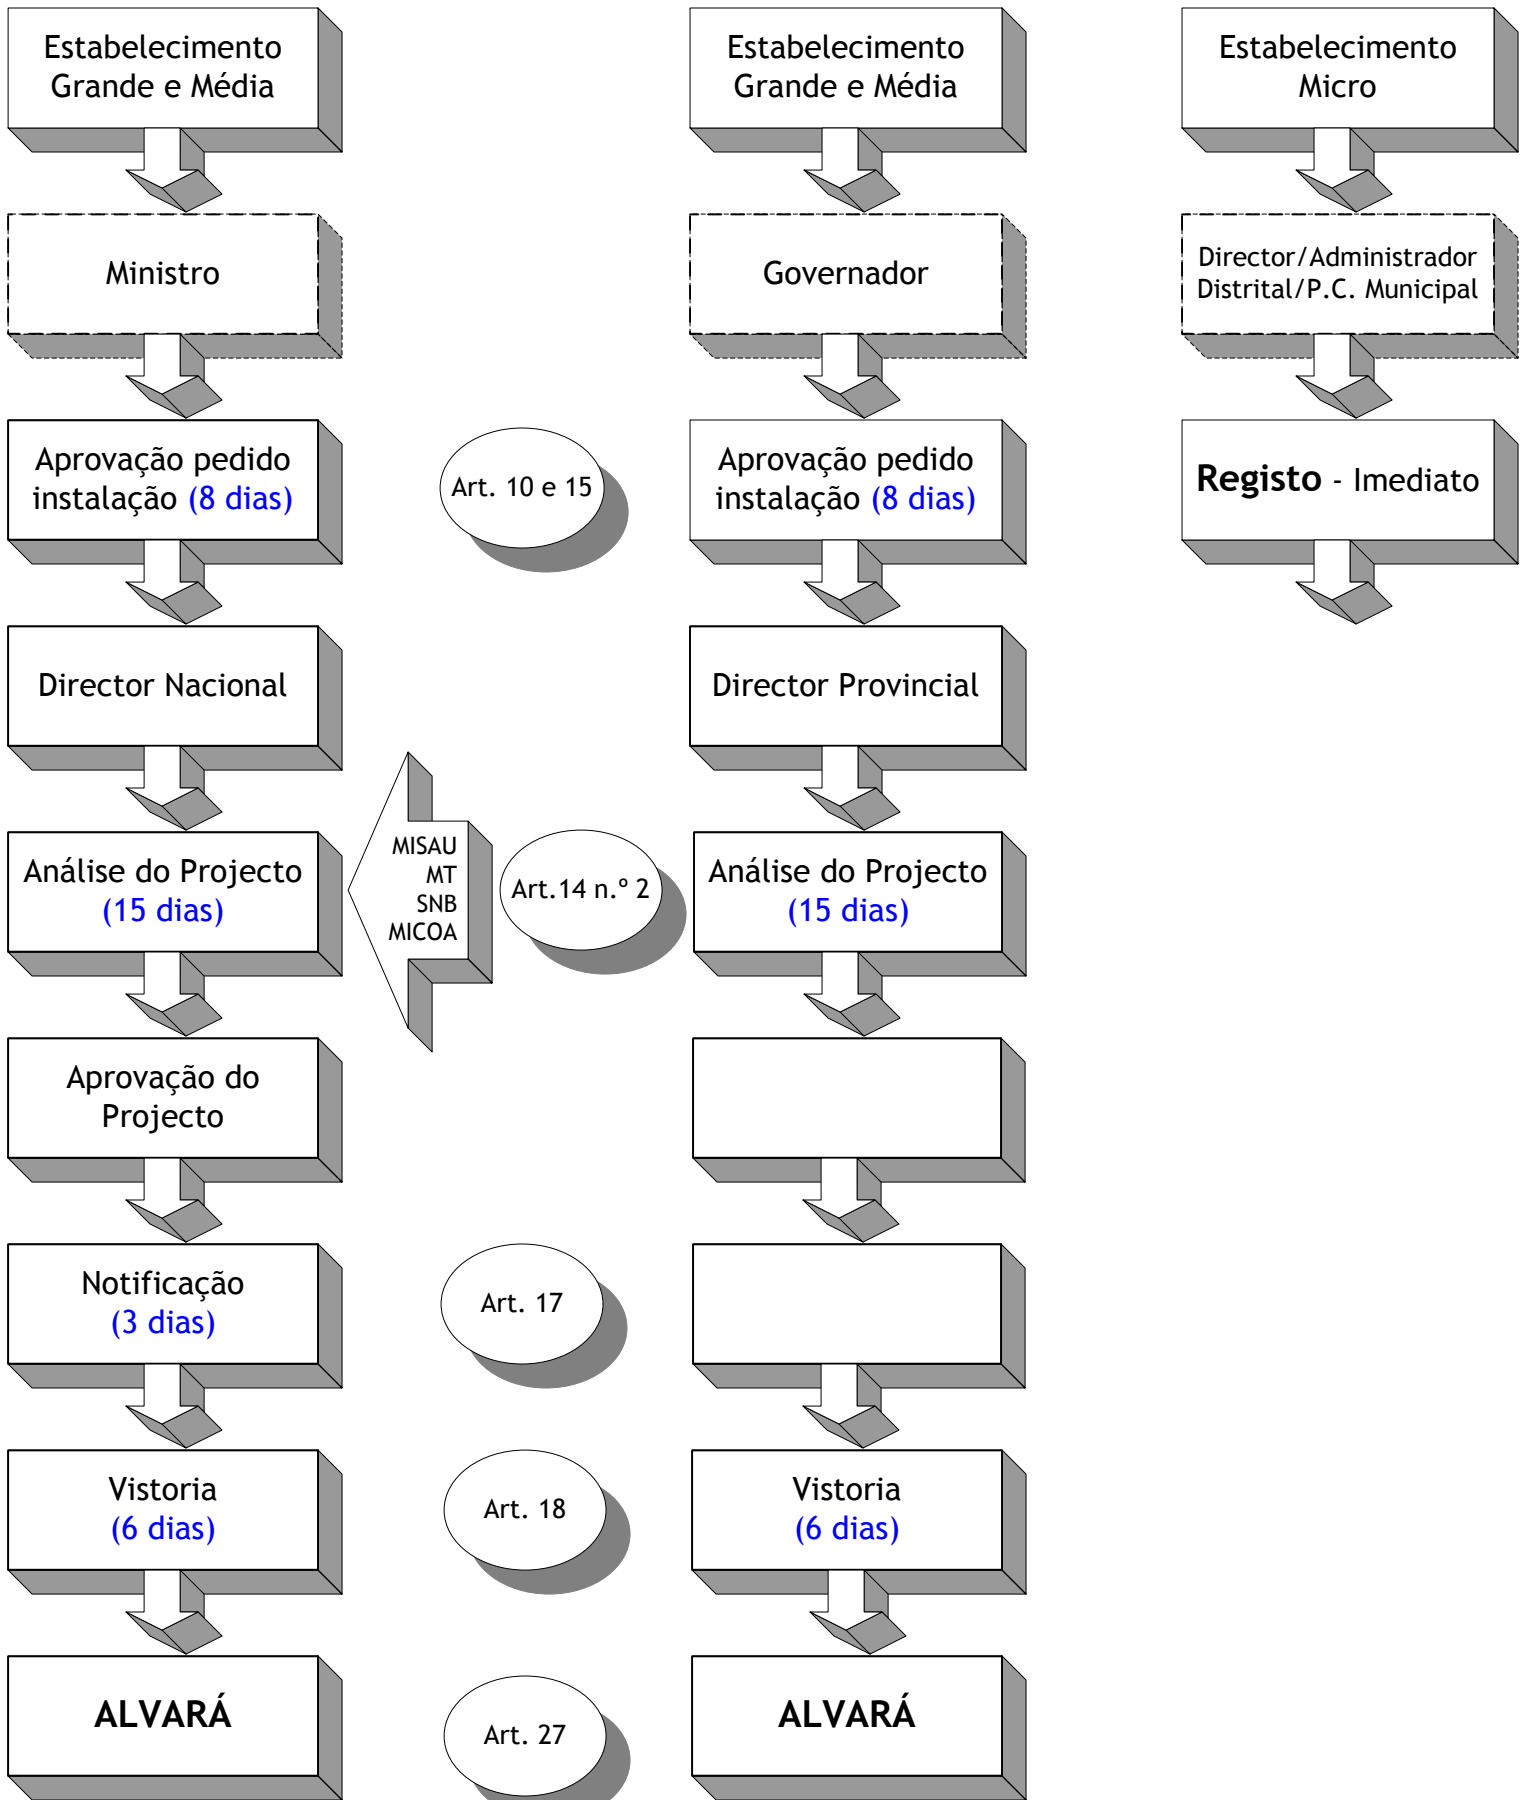 Estabelecimento
Grande e Média
Estabelecimento
Grande e Média
Estabelecimento
Micro
Ministro
Governador
Director/Administrador
Distrital/P.C. Municipal
Aprovação pedido
instalação (8 dias)
Art. 10 e 15
Aprovação pedido
instalação (8 dias)
Registo - Imediato
Director Nacional
Director Provincial
Análise do Projecto
(15 dias)
MISAU
MT
SNB
MICOA
Art.14 n.º 2
Análise do Projecto
(15 dias)
Aprovação do
Projecto
Notificação
(3 dias)
Art. 17
Vistoria
(6 dias)
Art. 18
Vistoria
(6 dias)
ALVARÁ
Art. 27
ALVARÁ